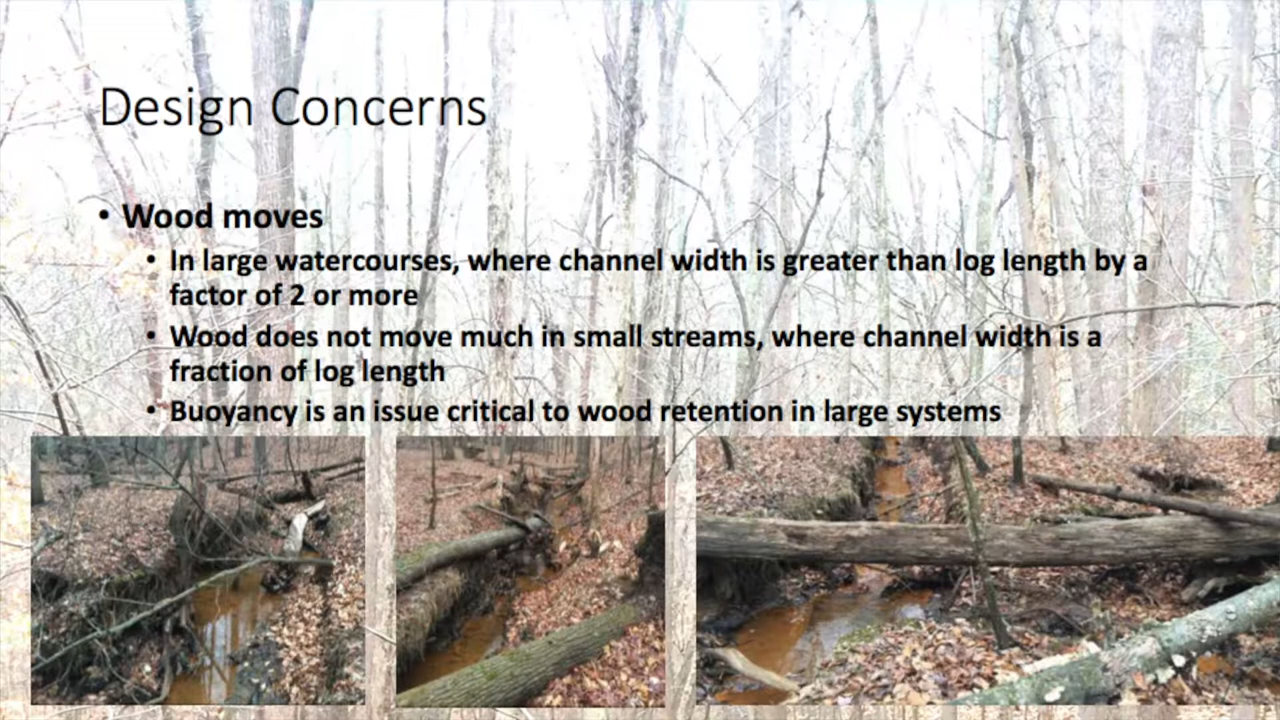 Design Concerns
• Wood moves
• In large watercourses, where channel width is greater than log length by a
factor of 2 or more
• Wood does not move much in small streams, where channel width is a
fraction of log length
• Buoyancy is an issue critical to wood retention in large systems